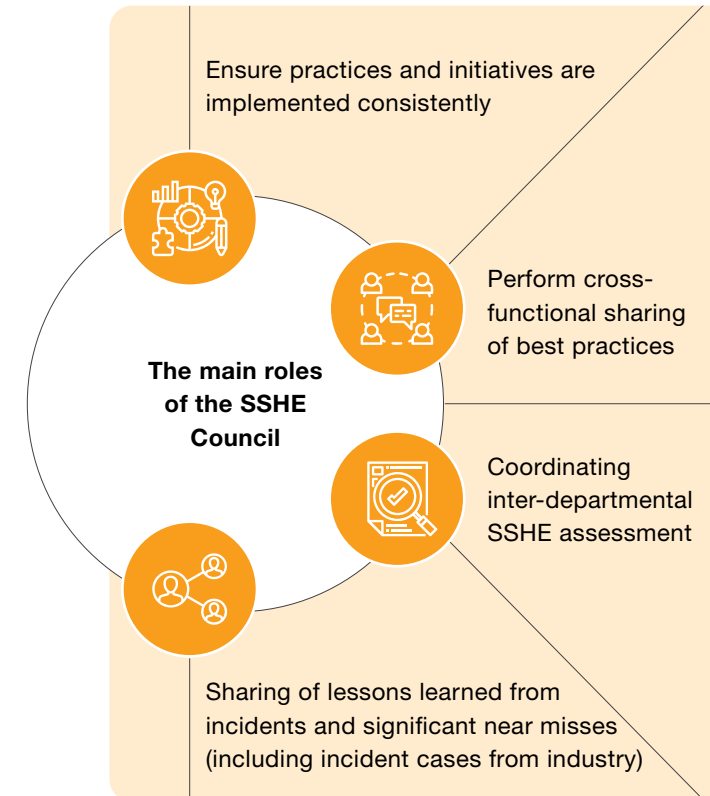 Ensure practices and initiatives are
implemented consistently
Perform cross-
functional sharing
of best practices
The main roles
of the SSHE
Council
Coordinating
inter-departmental
SSHE assessment
Sharing of lessons learned from
incidents and significant near misses
(including incident cases from industry)